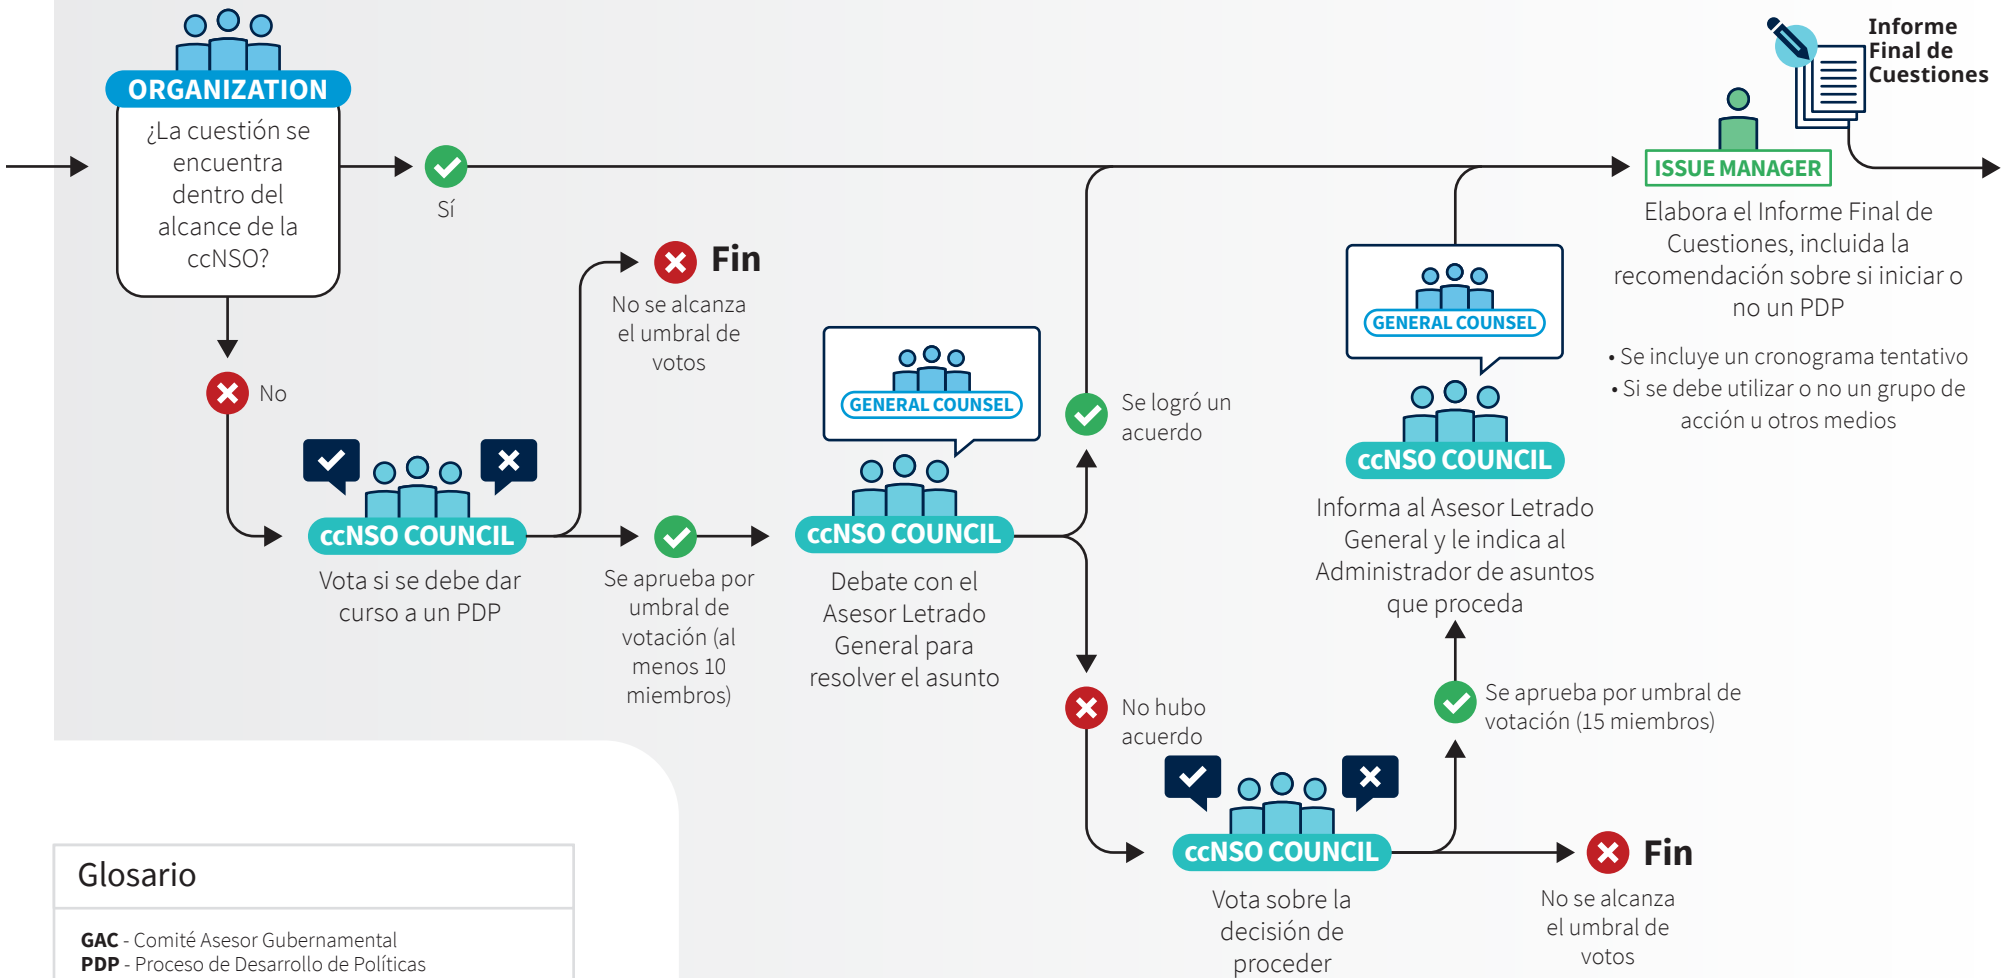 ORGANIZATION
¿La cuestión se
encuentra
dentro del
alcance de la
ccNSO?
Sí
No
ccNSO COUNCIL
Vota si se debe dar
curso a un PDP
Fin
No se alcanza
el umbral de
votos
Se aprueba por
umbral de
votación (al
menos 10
miembros)
GENERAL COUNSEL
ccNSO COUNCIL
Debate con el
Asesor Letrado
General para
resolver el asunto
Se logró un
acuerdo
No hubo
acuerdo
ccNSO COUNCIL
Vota sobre la
decisión de
proceder
Fin
No se alcanza
el umbral de
votos
Se aprueba por umbral de
votación (15 miembros)
GENERAL COUNSEL
ccNSO COUNCIL
Informa al Asesor Letrado
General y le indica al
Administrador de asuntos
que proceda
Informe
Final de
Cuestiones
ISSUE MANAGER
Elabora el Informe Final de
Cuestiones, incluida la
recomendación sobre si iniciar o
no un PDP
• Se incluye un cronograma tentativo
• Si se debe utilizar o no un grupo de
acción u otros medios
Glosario
GAC - Comité Asesor Gubernamental
PDP - Proceso de Desarrollo de Políticas